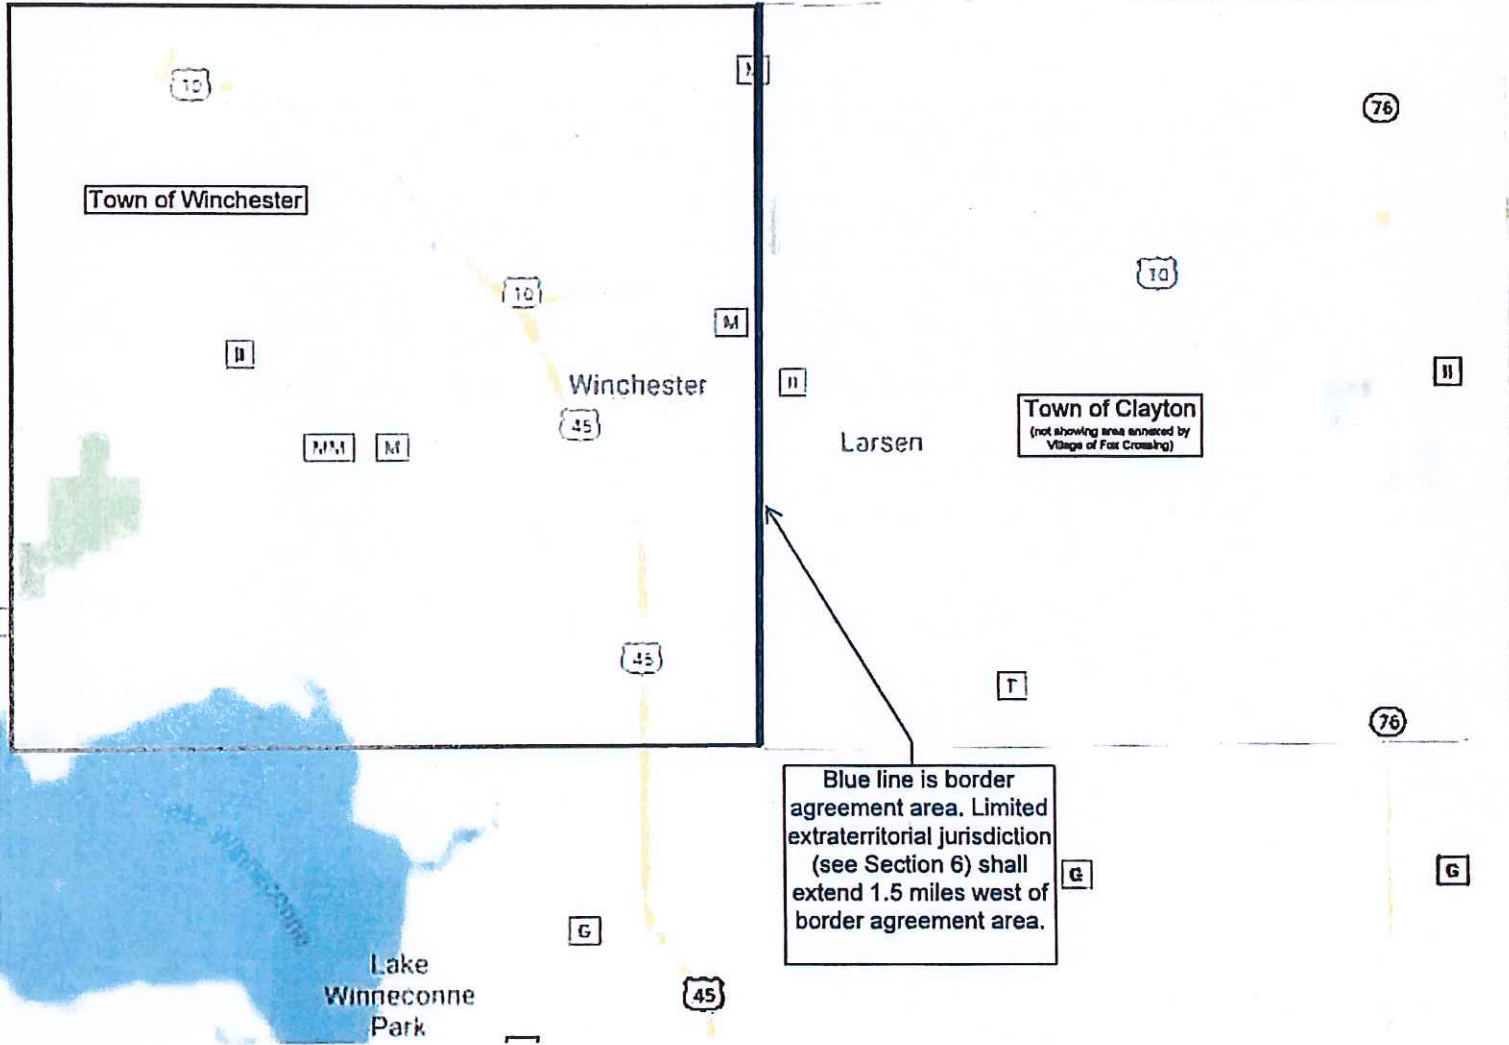 M
10
76
Town of Winchester
10
10
M
II
Winchester
II
II
Town of Clayton
(not showing area annexed by
Village of Fox Crossing)
45
Larsen
MM
M
45
T
76
Blue line is border
agreement area. Limited
extraterritorial jurisdiction
(see Section 6) shall
extend 1.5 miles west of
border agreement area.
G
G
Lake Winneconne
G
Lake
Winneconne
Park
45